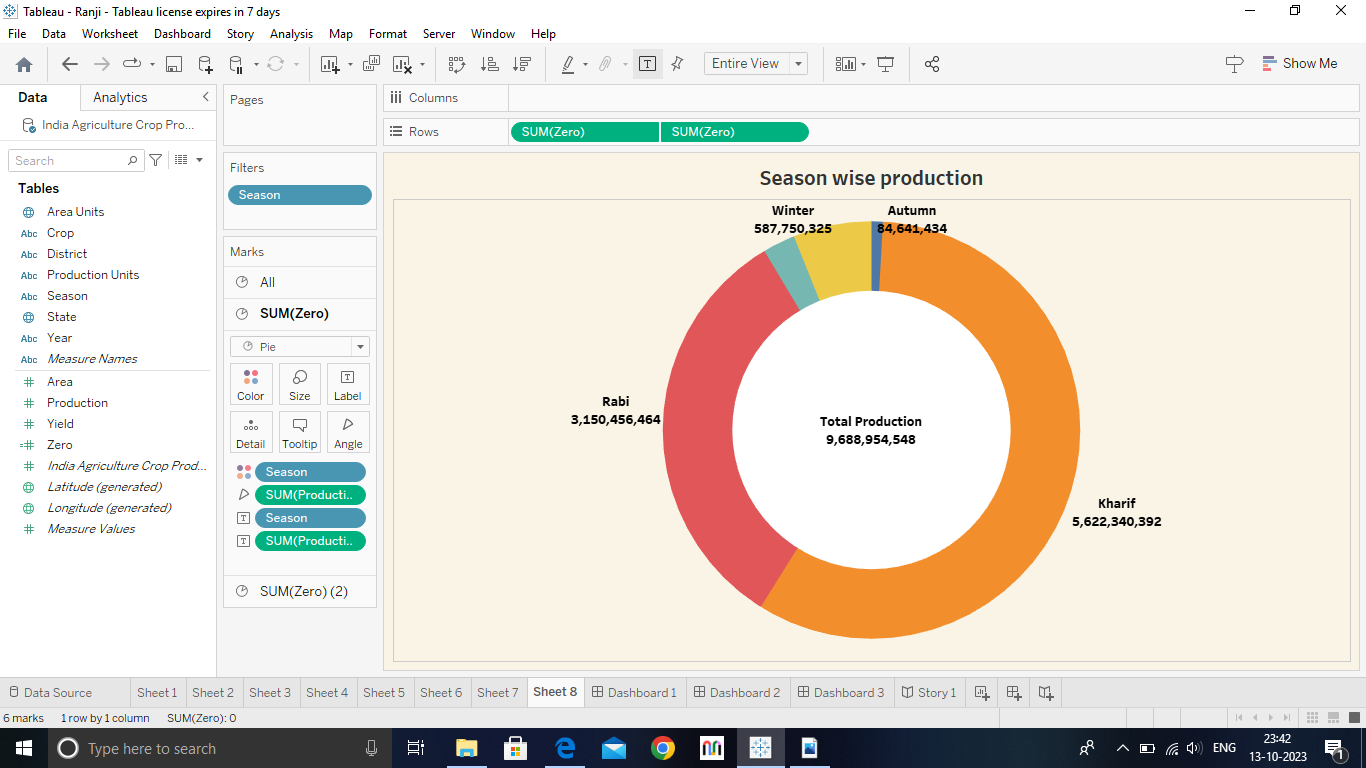 Tableau - Ranji - Tableau license expires in 7 days
File Data Worksheet Dashboard Story Analysis Map Format Server Window Help
Entire View
Show Me
Data Analytics
India Agriculture Crop Pro...
Search
Tables
Area Units
Abc Crop
Abc District
Abc Production Units
Abc Season
State
Abc Year
Abc Measure Names
Area
Production
Yield
Zero
India Agriculture Crop Prod...
Latitude (generated)
Longitude (generated)
Measure Values
Pages
Filters
Season
Marks
All
SUM(Zero)
Pie
Color Size Label
Detail Tooltip Angle
Season
SUM(Producti..
Season
SUM(Producti..
SUM(Zero) (2)
Columns
Rows SUM(Zero) SUM(Zero)
Season wise production
Winter
587,750,325
Autumn
84,641,434
Rabi
3,150,456,464
Total Production
9,688,954,548
Kharif
5,622,340,392
Data Source Sheet 1 Sheet 2 Sheet 3 Sheet 4 Sheet 5 Sheet 6 Sheet 7 Sheet 8 Dashboard 1 Dashboard 2 Dashboard 3 Story 1
6 marks 1 row by 1 column SUM(Zero): 0
Type here to search
ENG
23:42
13-10-2023
1